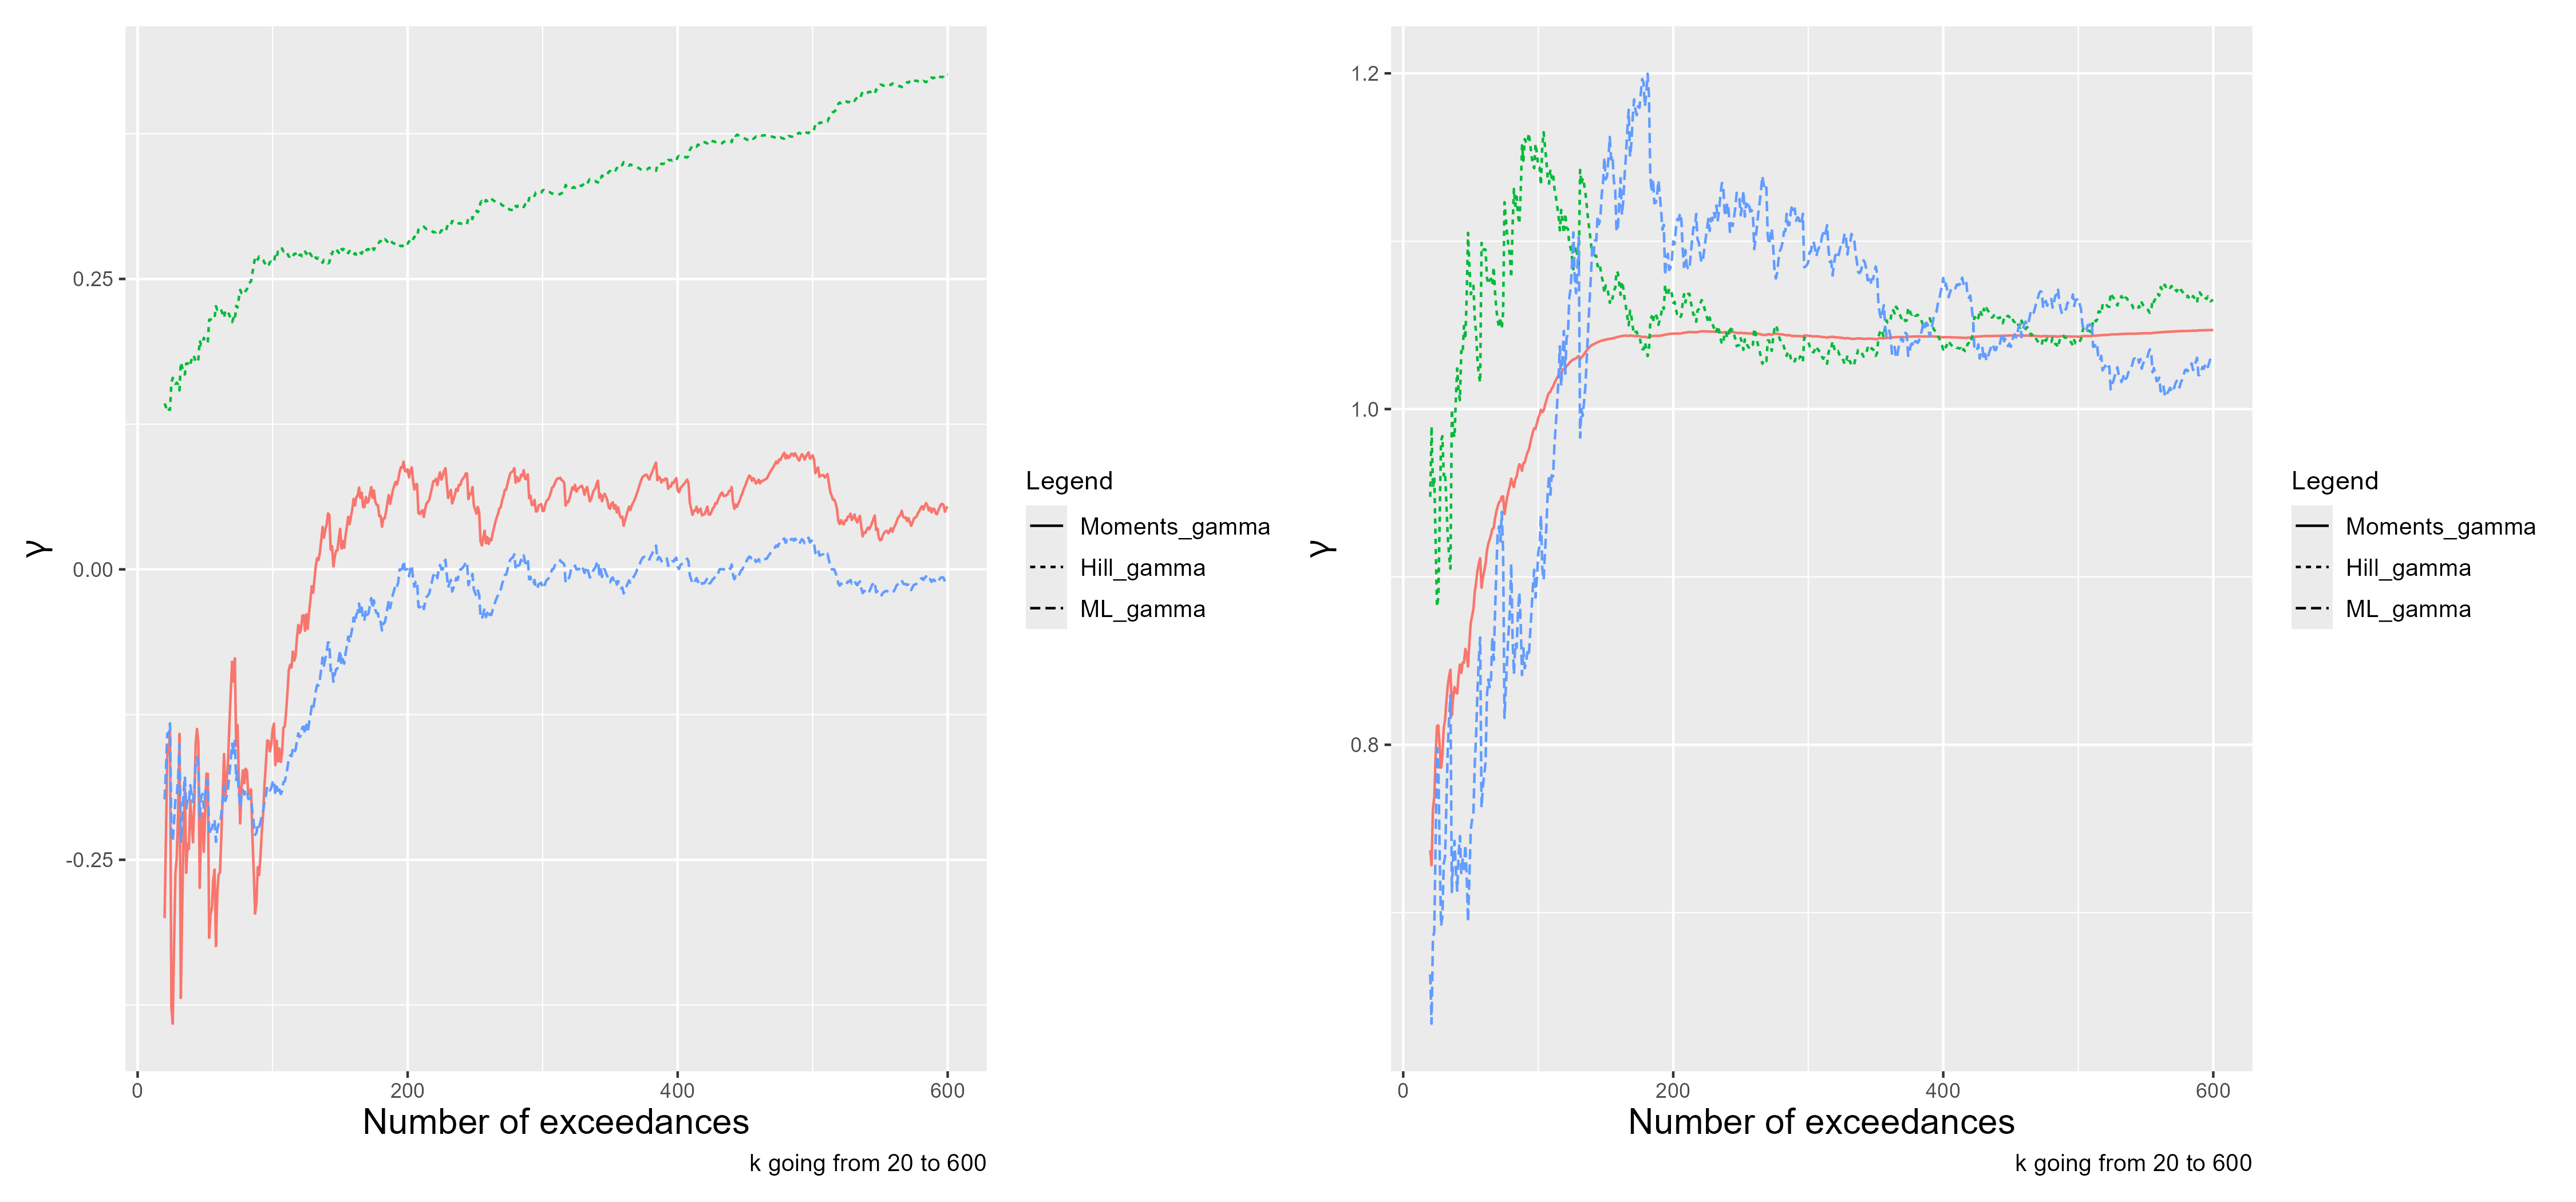 0.25
0.00
-0.25
γ
0
200
400
600
Number of exceedances
k going from 20 to 600
Legend
Moments_gamma
Hill_gamma
ML_gamma
1.2
1.0
0.8
γ
0
200
400
600
Number of exceedances
k going from 20 to 600
Legend
Moments_gamma
Hill_gamma
ML_gamma